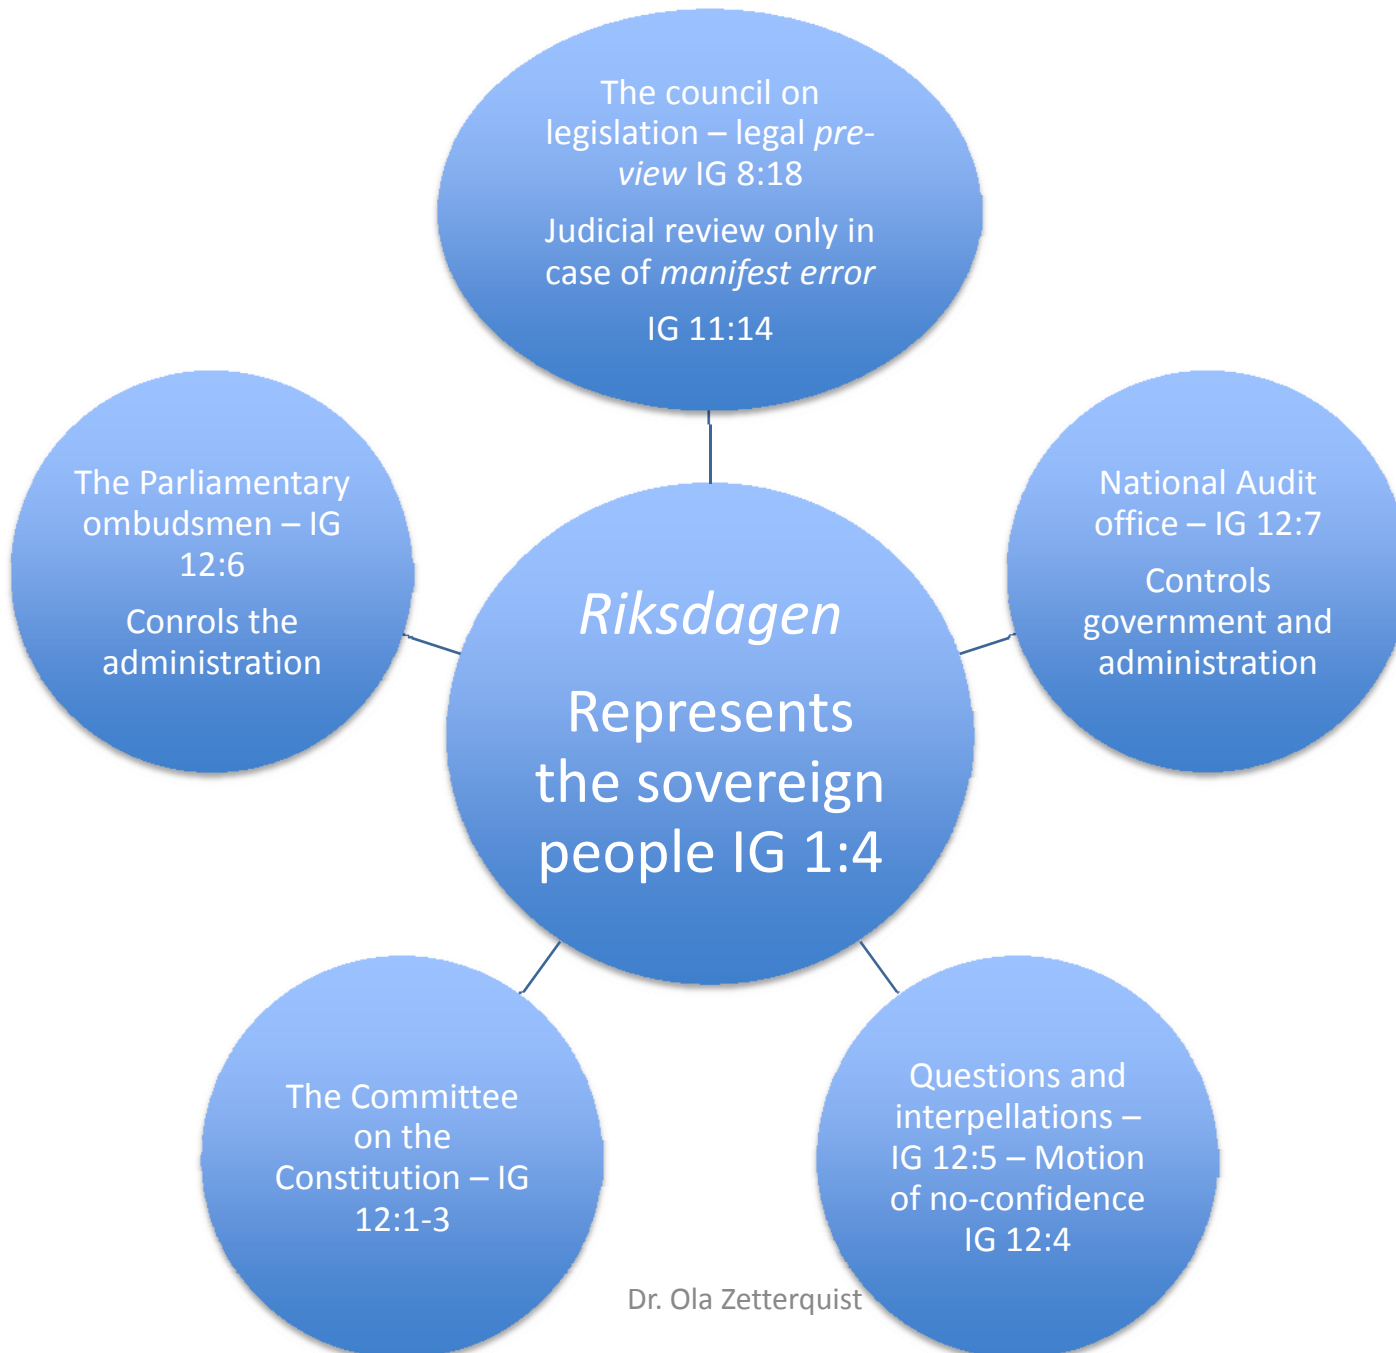 The council on
legislation – legal pre-
view IG 8:18
Judicial review only in
case of manifest error
IG 11:14
The Parliamentary
ombudsmen – IG
12:6
Conrols the
administration
National Audit
office – IG 12:7
Controls
government and
administration
Riksdagen
Represents
the sovereign
people IG 1:4
The Committee
on the
Constitution – IG
12:1-3
Questions and
interpellations –
IG 12:5 – Motion
of no-confidence
IG 12:4
Dr. Ola Zetterquist